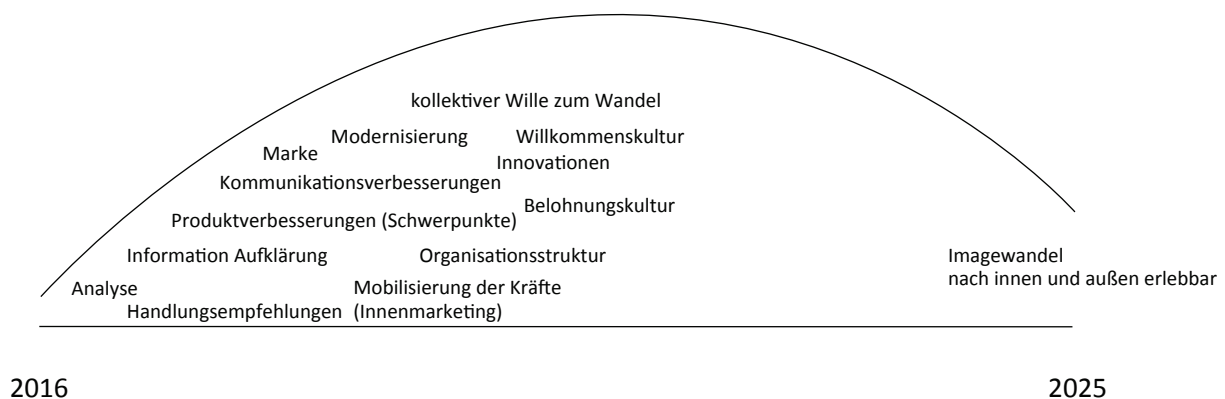 kollektiver Wille zum Wandel
Modernisierung
Willkommenskultur
Marke
Innovationen
Kommunikationsverbesserungen
Belohnungskultur
Produktverbesserungen (Schwerpunkte)
Information Aufklärung
Organisationsstruktur
Imagewandel
nach innen und außen erlebbar
Analyse
Mobilisierung der Kräfte
Handlungsempfehlungen
(Innenmarketing)
2016
2025